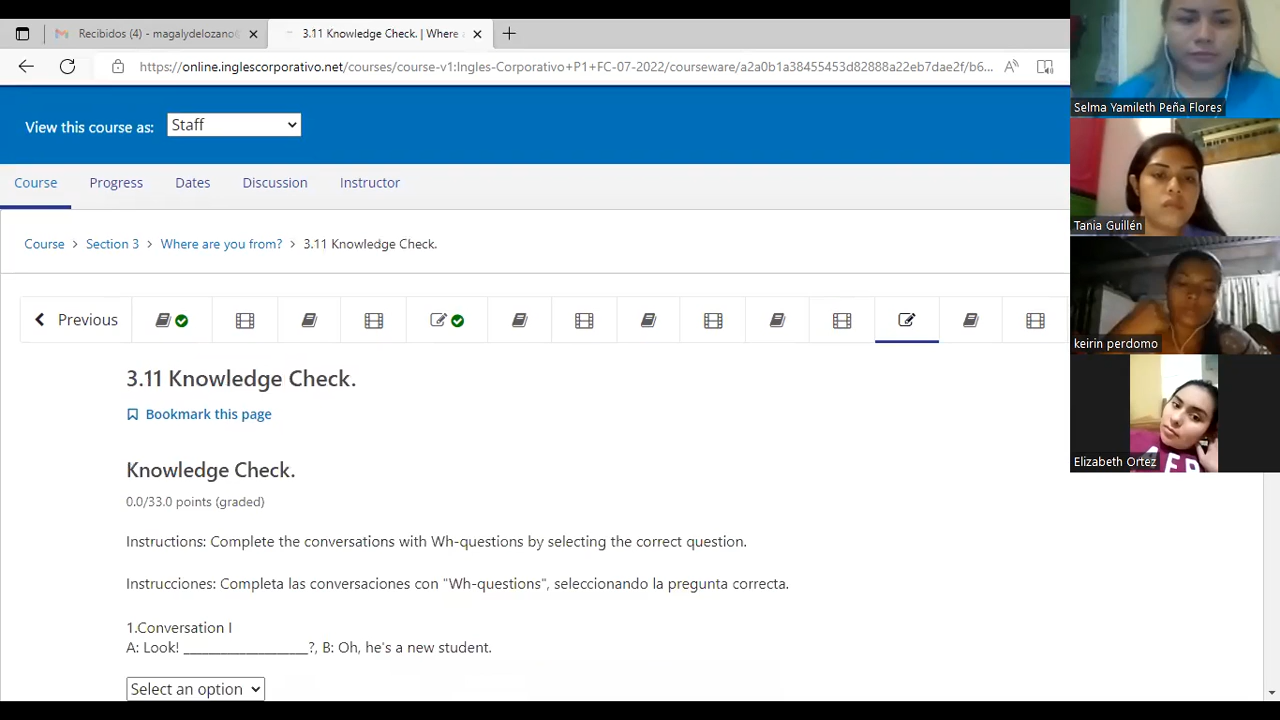 Recibidos (4) - magalydelozano@
3.11 Knowledge Check. | Where
https://online.inglescorporativo.net/courses/course-v1:Ingles-Corporativo+P1+FC-07-2022/courseware/a2a0b1a38455453d82888a22eb7dae2f/b6...
View this course as: Staff
Course Progress Dates Discussion Instructor
Course > Section 3 > Where are you from? > 3.11 Knowledge Check.
Previous
3.11 Knowledge Check.
Bookmark this page
Knowledge Check.
0.0/33.0 points (graded)
Instructions: Complete the conversations with Wh-questions by selecting the correct question.
Instrucciones: Completa las conversaciones con "Wh-questions", seleccionando la pregunta correcta.
1.Conversation I
A: Look! ___________________?, B: Oh, he's a new student.
Select an option
Selma Yamileth Peña Flores
Tania Guillén
keirin perdomo
Elizabeth Ortez